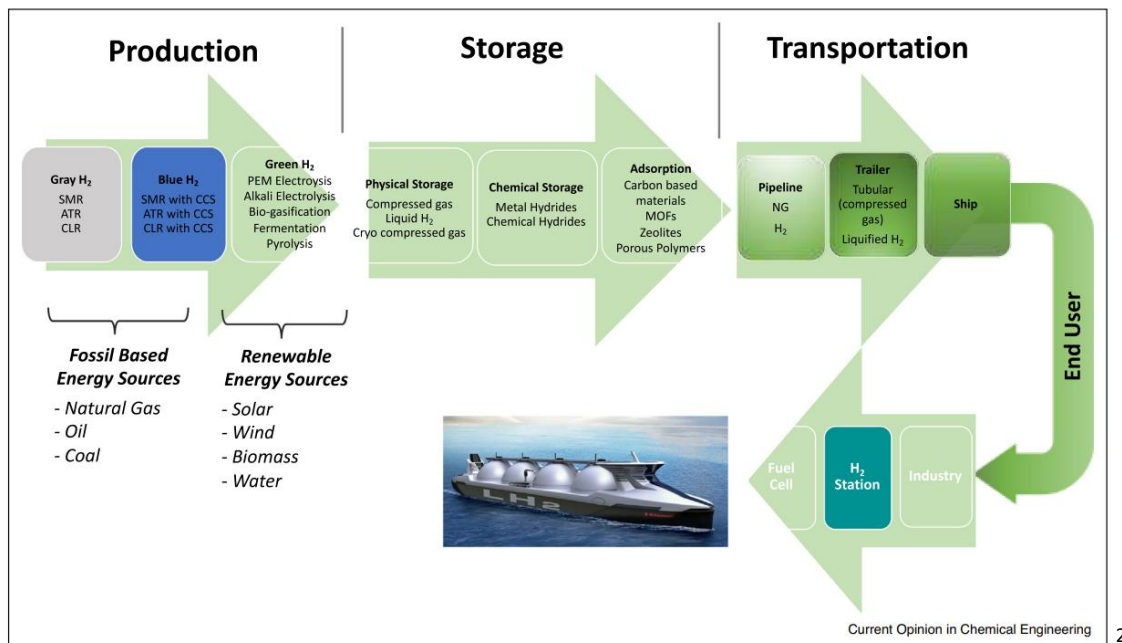 Production
Storage
Transportation
Gray H₂
SMR
ATR
CLR
Blue H₂
SMR with CCS
ATR with CCS
CLR with CCS
Green H₂
PEM Electroysis
Alkali Electrolysis
Bio-gasification
Fermentation
Pyrolysis
Physical Storage
Compressed gas
Liquid H₂
Cryo compressed gas
Chemical Storage
Metal Hydrides
Chemical Hydrides
Adsorption
Carbon based
materials
MOFs
Zeolites
Porous Polymers
Pipeline
NG
H₂
Trailer
Tubular
(compressed
gas)
Liquified H₂
Ship
End User
Fossil Based
Energy Sources
- Natural Gas
- Oil
- Coal
Renewable
Energy Sources
- Solar
- Wind
- Biomass
- Water
LH2
Fuel
Cell
H₂
Station
Industry
Current Opinion in Chemical Engineering
2